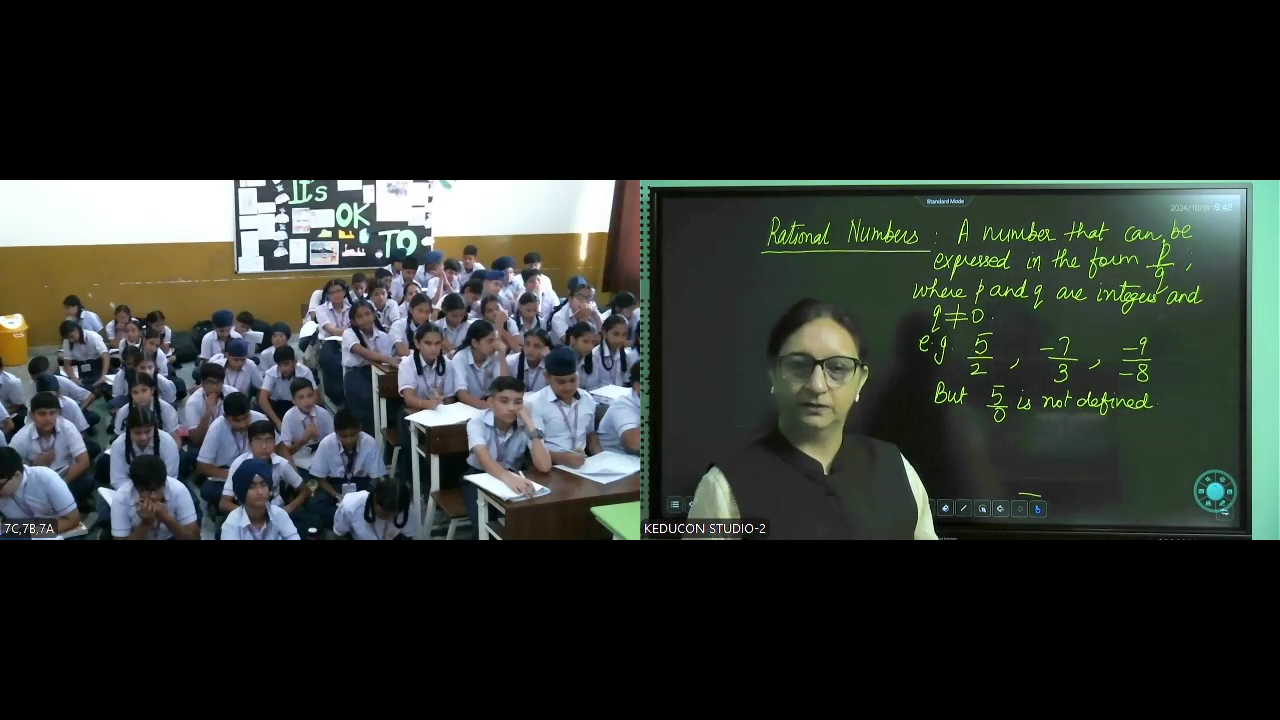 It's
OK
TO
7C,7B,7A
Standard Mode
Rational Numbers : A number that can be
expressed in the form p/q ;
where p and q are integers and
q ≠ 0.
e.g. 5/2 , -7/3 , -9/-8
But 5/0 is not defined.
KEDUCON STUDIO-2